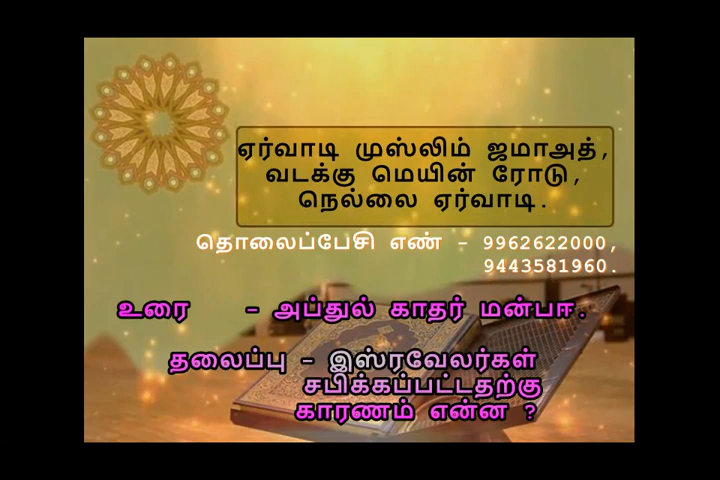 ஏர்வாடி முஸ்லிம் ஜமாஅத்,
வடக்கு மெயின் ரோடு,
நெல்லை ஏர்வாடி.
தொலைப்பேசி எண் - 9962622000,
9443581960.
உரை - அப்துல் காதர் மன்பஈ.
தலைப்பு - இஸ்ரவேலர்கள்
சபிக்கப்பட்டதற்கு
காரணம் என்ன ?